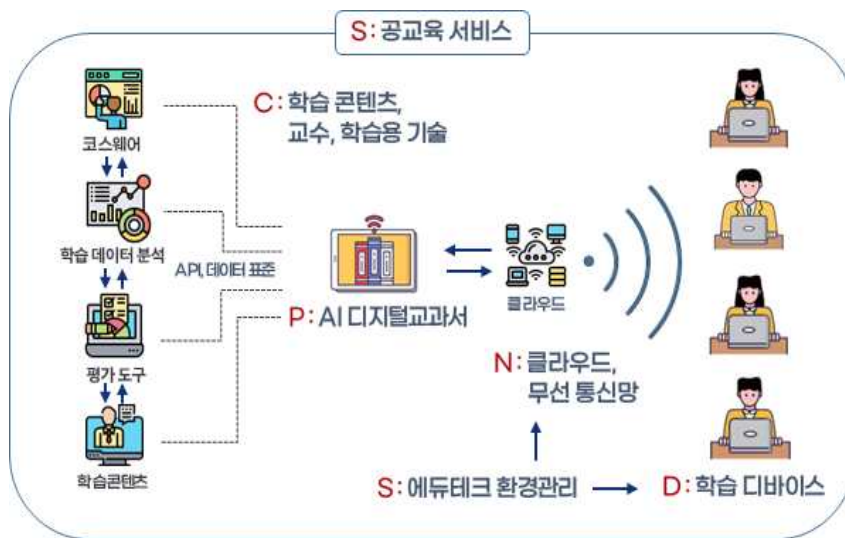 S: 공교육 서비스
코스웨어
학습 데이터 분석
평가 도구
학습콘텐츠
C: 학습 콘텐츠,
교수, 학습용 기술
API, 데이터 표준
P: AI 디지털교과서
클라우드
N: 클라우드,
무선 통신망
S: 에듀테크 환경관리
D: 학습 디바이스